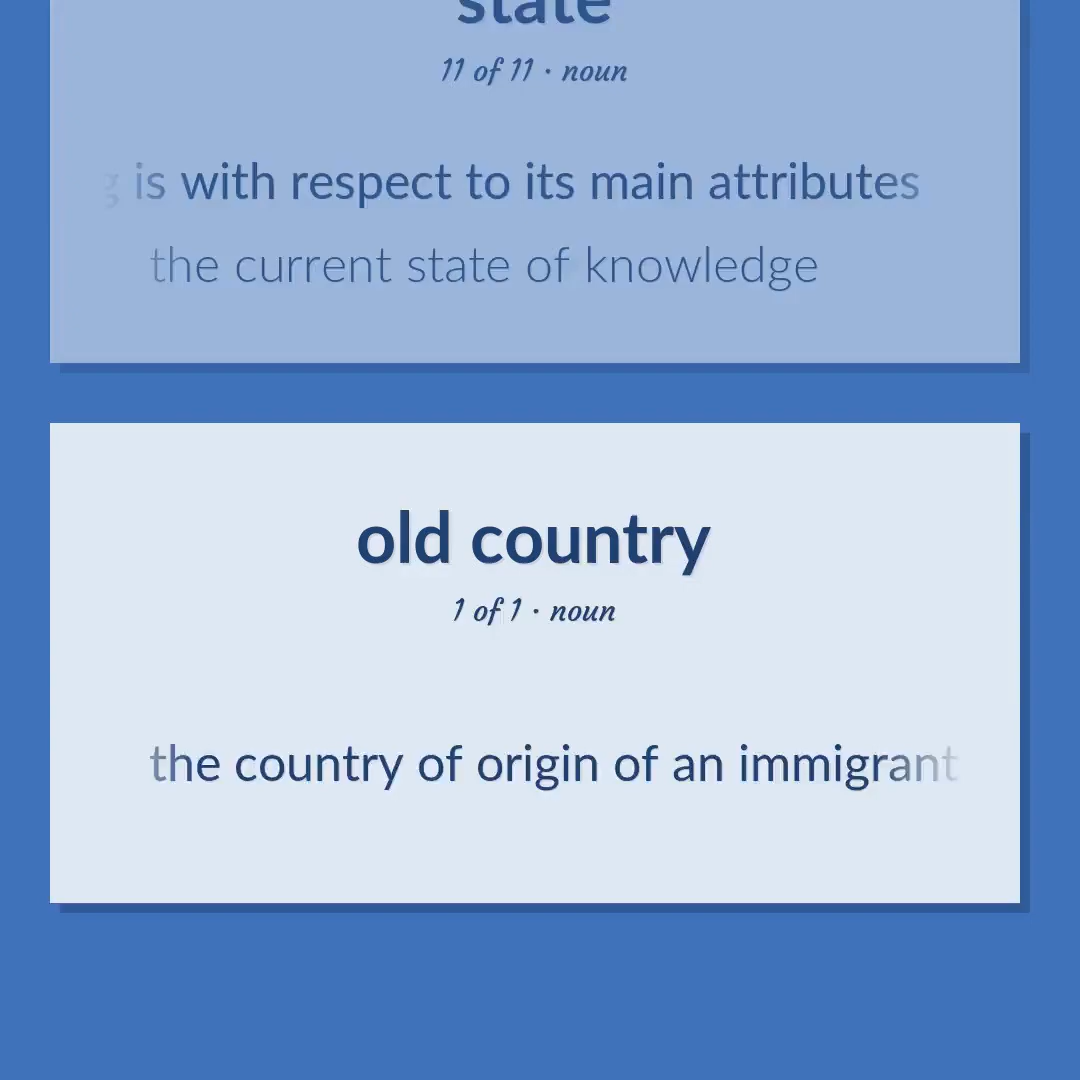 state
11 of 11 · noun
is with respect to its main attributes
the current state of knowledge
old country
1 of 1 · noun
the country of origin of an immigrant